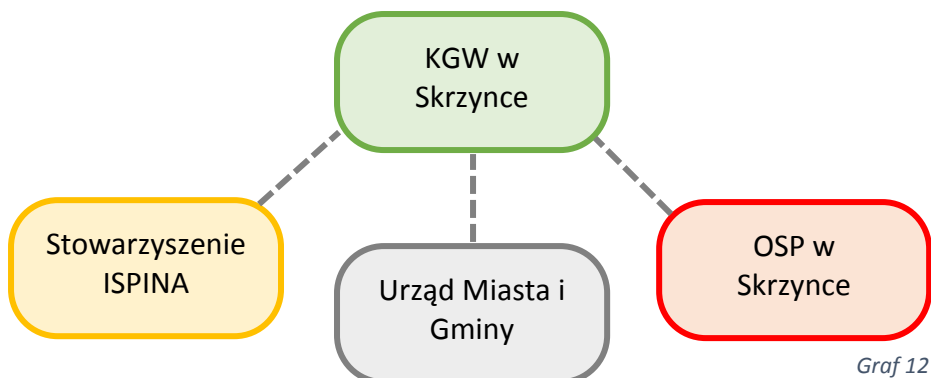 KGW w
Skrzynce
Stowarzyszenie
ISPINA
Urząd Miasta i
Gminy
OSP w
Skrzynce
Graf 12